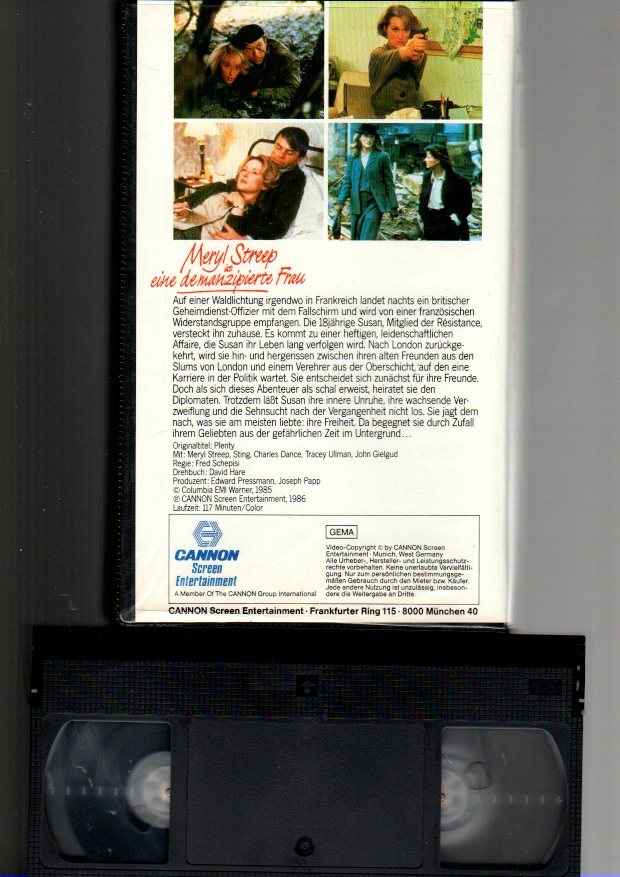 Meryl Streep
ist
eine demanzipierte Frau
Auf einer Waldlichtung irgendwo in Frankreich landet nachts ein britischer
Geheimdienst-Offizier mit dem Fallschirm und wird von einer französischen
Widerstandsgruppe empfangen. Die 18jährige Susan, Mitglied der Résistance,
versteckt ihn zuhause. Es kommt zu einer heftigen, leidenschaftlichen
Affaire, die Susan ihr Leben lang verfolgen wird. Nach London zurückge-
kehrt, wird sie hin- und hergerissen zwischen ihren alten Freunden aus den
Slums von London und einem Verehrer aus der Oberschicht, auf den eine
Karriere in der Politik wartet. Sie entscheidet sich zunächst für ihre Freunde.
Doch als sich dieses Abenteuer als schal erweist, heiratet sie den
Diplomaten. Trotzdem läßt Susan ihre innere Unruhe, ihre wachsende Ver-
zweiflung und die Sehnsucht nach der Vergangenheit nicht los. Sie jagt dem
nach, was sie am meisten liebte: ihre Freiheit. Da begegnet sie durch Zufall
ihrem Geliebten aus der gefährlichen Zeit im Untergrund...
Originaltitel: Plenty
Mit: Meryl Streep, Sting, Charles Dance, Tracey Ullman, John Gielgud
Regie: Fred Schepisi
Drehbuch: David Hare
Produzent: Edward Pressmann, Joseph Papp
© Columbia EMI Warner, 1985
℗ CANNON Screen Entertainment, 1986
Laufzeit: 117 Minuten/Color
CANNON
Screen
Entertainment
A Member Of The CANNON Group International
GEMA
Video-Copyright © by CANNON Screen
Entertainment · Munich, West Germany
Alle Urheber-, Hersteller- und Leistungsschutz-
rechte vorbehalten. Keine unerlaubte Vervielfälti-
gung. Nur zum persönlichen bestimmungsge-
mäßen Gebrauch durch den Mieter bzw. Käufer.
Jede andere Nutzung ist unzulässig, insbeson-
dere die Weitergabe an Dritte.
CANNON Screen Entertainment · Frankfurter Ring 115 · 8000 München 40